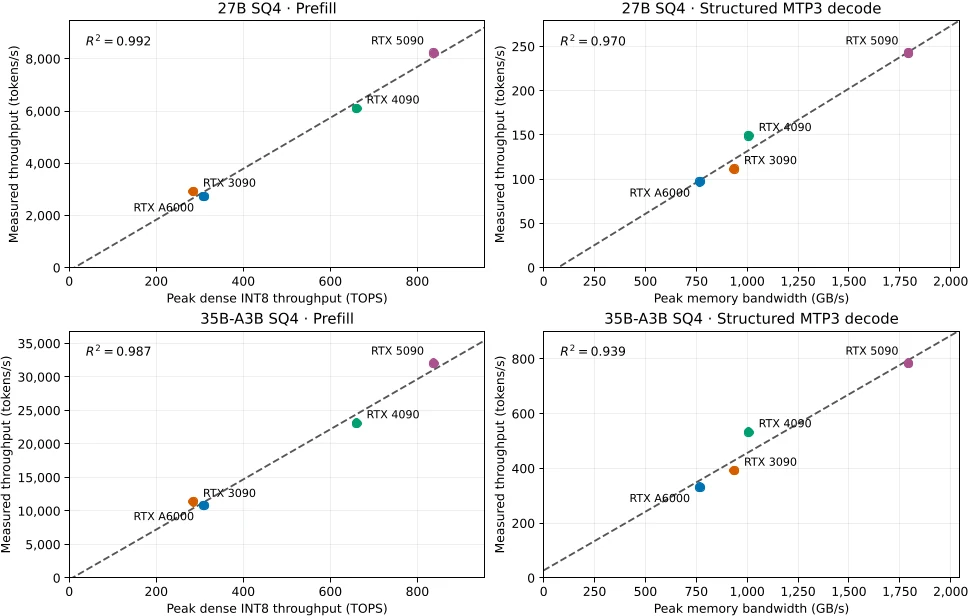 27B SQ4 · Prefill
R² = 0.992
RTX 5090
RTX 4090
RTX 3090
RTX A6000
8,000
6,000
4,000
2,000
0
0 200 400 600 800
Measured throughput (tokens/s)
Peak dense INT8 throughput (TOPS)
27B SQ4 · Structured MTP3 decode
R² = 0.970
RTX 5090
RTX 4090
RTX 3090
RTX A6000
250
200
150
100
50
0
0 250 500 750 1,000 1,250 1,500 1,750 2,000
Measured throughput (tokens/s)
Peak memory bandwidth (GB/s)
35B-A3B SQ4 · Prefill
R² = 0.987
RTX 5090
RTX 4090
RTX 3090
RTX A6000
35,000
30,000
25,000
20,000
15,000
10,000
5,000
0
0 200 400 600 800
Measured throughput (tokens/s)
Peak dense INT8 throughput (TOPS)
35B-A3B SQ4 · Structured MTP3 decode
R² = 0.939
RTX 5090
RTX 4090
RTX 3090
RTX A6000
800
600
400
200
0
0 250 500 750 1,000 1,250 1,500 1,750 2,000
Measured throughput (tokens/s)
Peak memory bandwidth (GB/s)